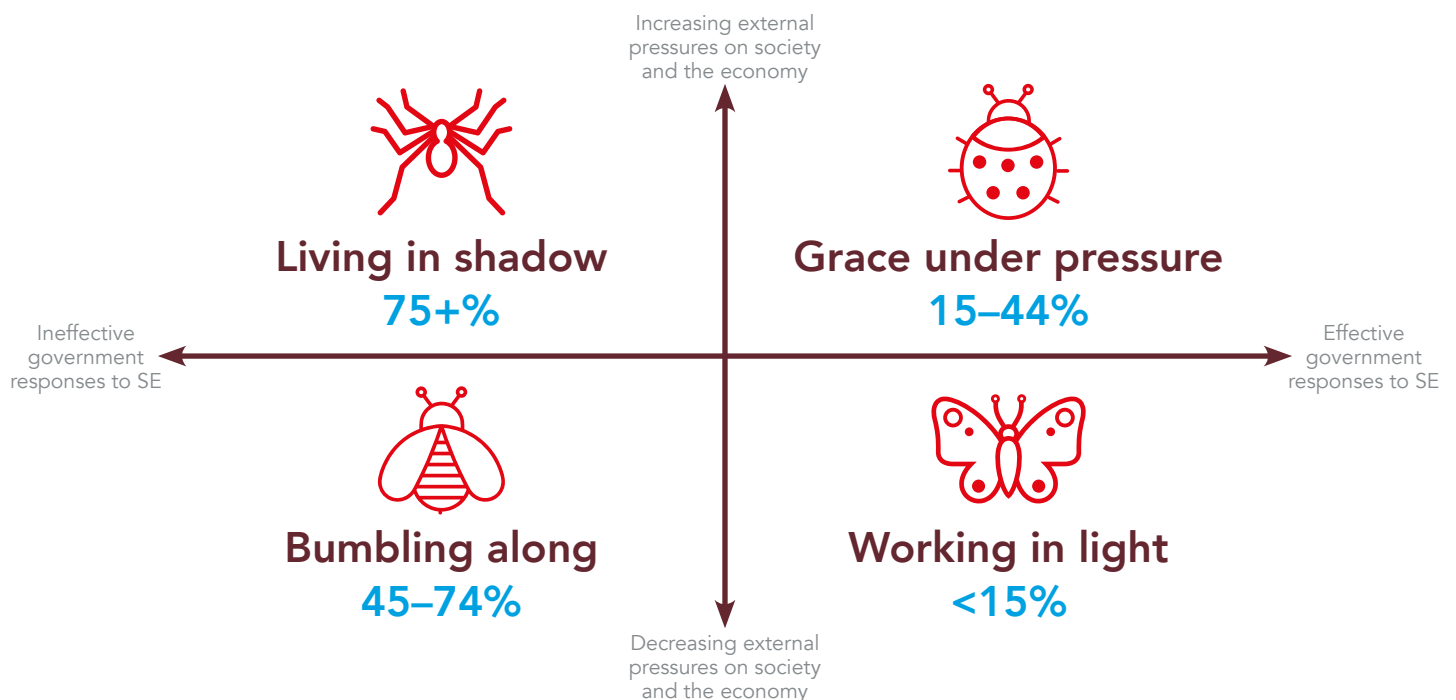 Increasing external
pressures on society
and the economy
Living in shadow
75+%
Grace under pressure
15–44%
Ineffective
government
responses to SE
Effective
government
responses to SE
Bumbling along
45–74%
Working in light
<15%
Decreasing external
pressures on society
and the economy